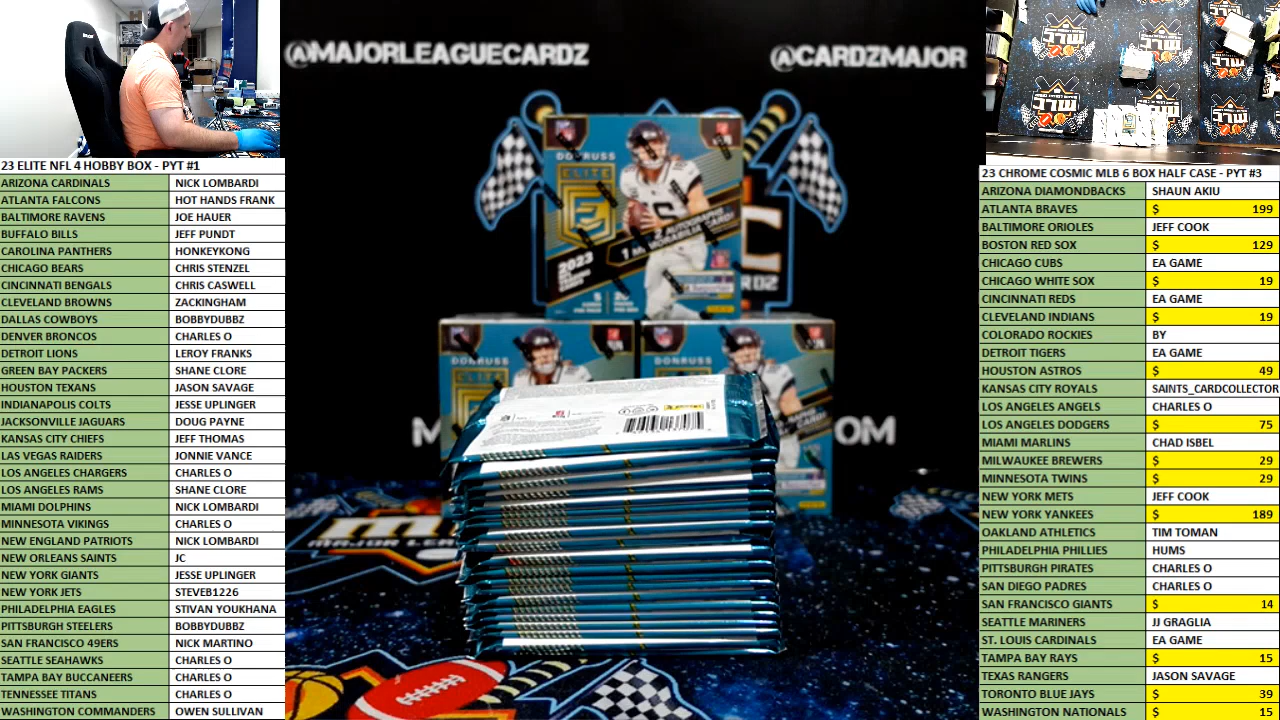 @MAJORLEAGUECARDZ
@CARDZMAJOR
23 ELITE NFL 4 HOBBY BOX - PYT #1
ARIZONA CARDINALS NICK LOMBARDI
ATLANTA FALCONS HOT HANDS FRANK
BALTIMORE RAVENS JOE HAUER
BUFFALO BILLS JEFF PUNDT
CAROLINA PANTHERS HONKEYKONG
CHICAGO BEARS CHRIS STENZEL
CINCINNATI BENGALS CHRIS CASWELL
CLEVELAND BROWNS ZACKINGHAM
DALLAS COWBOYS BOBBYDUBBZ
DENVER BRONCOS CHARLES O
DETROIT LIONS LEROY FRANKS
GREEN BAY PACKERS SHANE CLORE
HOUSTON TEXANS JASON SAVAGE
INDIANAPOLIS COLTS JESSE UPLINGER
JACKSONVILLE JAGUARS DOUG PAYNE
KANSAS CITY CHIEFS JEFF THOMAS
LAS VEGAS RAIDERS JONNIE VANCE
LOS ANGELES CHARGERS CHARLES O
LOS ANGELES RAMS SHANE CLORE
MIAMI DOLPHINS NICK LOMBARDI
MINNESOTA VIKINGS CHARLES O
NEW ENGLAND PATRIOTS NICK LOMBARDI
NEW ORLEANS SAINTS JC
NEW YORK GIANTS JESSE UPLINGER
NEW YORK JETS STEVEB1226
PHILADELPHIA EAGLES STIVAN YOUKHANA
PITTSBURGH STEELERS BOBBYDUBBZ
SAN FRANCISCO 49ERS NICK MARTINO
SEATTLE SEAHAWKS CHARLES O
TAMPA BAY BUCCANEERS CHARLES O
TENNESSEE TITANS CHARLES O
WASHINGTON COMMANDERS OWEN SULLIVAN
DONRUSS
ELITE
2023
DONRUSS
DONRUSS
M
OM
23 CHROME COSMIC MLB 6 BOX HALF CASE - PYT #3
ARIZONA DIAMONDBACKS SHAUN AKIU
ATLANTA BRAVES $ 199
BALTIMORE ORIOLES JEFF COOK
BOSTON RED SOX $ 129
CHICAGO CUBS EA GAME
CHICAGO WHITE SOX $ 19
CINCINNATI REDS EA GAME
CLEVELAND INDIANS $ 19
COLORADO ROCKIES BY
DETROIT TIGERS EA GAME
HOUSTON ASTROS $ 49
KANSAS CITY ROYALS SAINTS_CARDCOLLECTOR
LOS ANGELES ANGELS CHARLES O
LOS ANGELES DODGERS $ 75
MIAMI MARLINS CHAD ISBEL
MILWAUKEE BREWERS $ 29
MINNESOTA TWINS $ 29
NEW YORK METS JEFF COOK
NEW YORK YANKEES $ 189
OAKLAND ATHLETICS TIM TOMAN
PHILADELPHIA PHILLIES HUMS
PITTSBURGH PIRATES CHARLES O
SAN DIEGO PADRES CHARLES O
SAN FRANCISCO GIANTS $ 14
SEATTLE MARINERS JJ GRAGLIA
ST. LOUIS CARDINALS EA GAME
TAMPA BAY RAYS $ 15
TEXAS RANGERS JASON SAVAGE
TORONTO BLUE JAYS $ 39
WASHINGTON NATIONALS $ 15